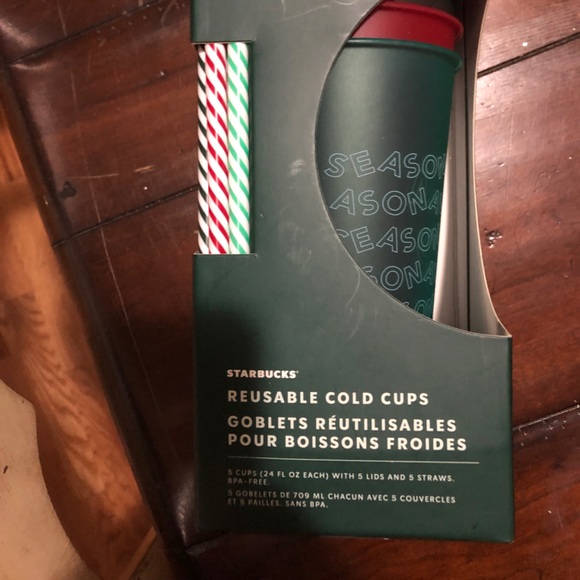 SEASON
ASONA
SEASON
ASONA
STARBUCKS®
REUSABLE COLD CUPS
GOBLETS RÉUTILISABLES
POUR BOISSONS FROIDES
5 CUPS (24 FL OZ EACH) WITH 5 LIDS AND 5 STRAWS.
BPA-FREE.
5 GOBELETS DE 709 ML CHACUN AVEC 5 COUVERCLES
ET 5 PAILLES. SANS BPA.